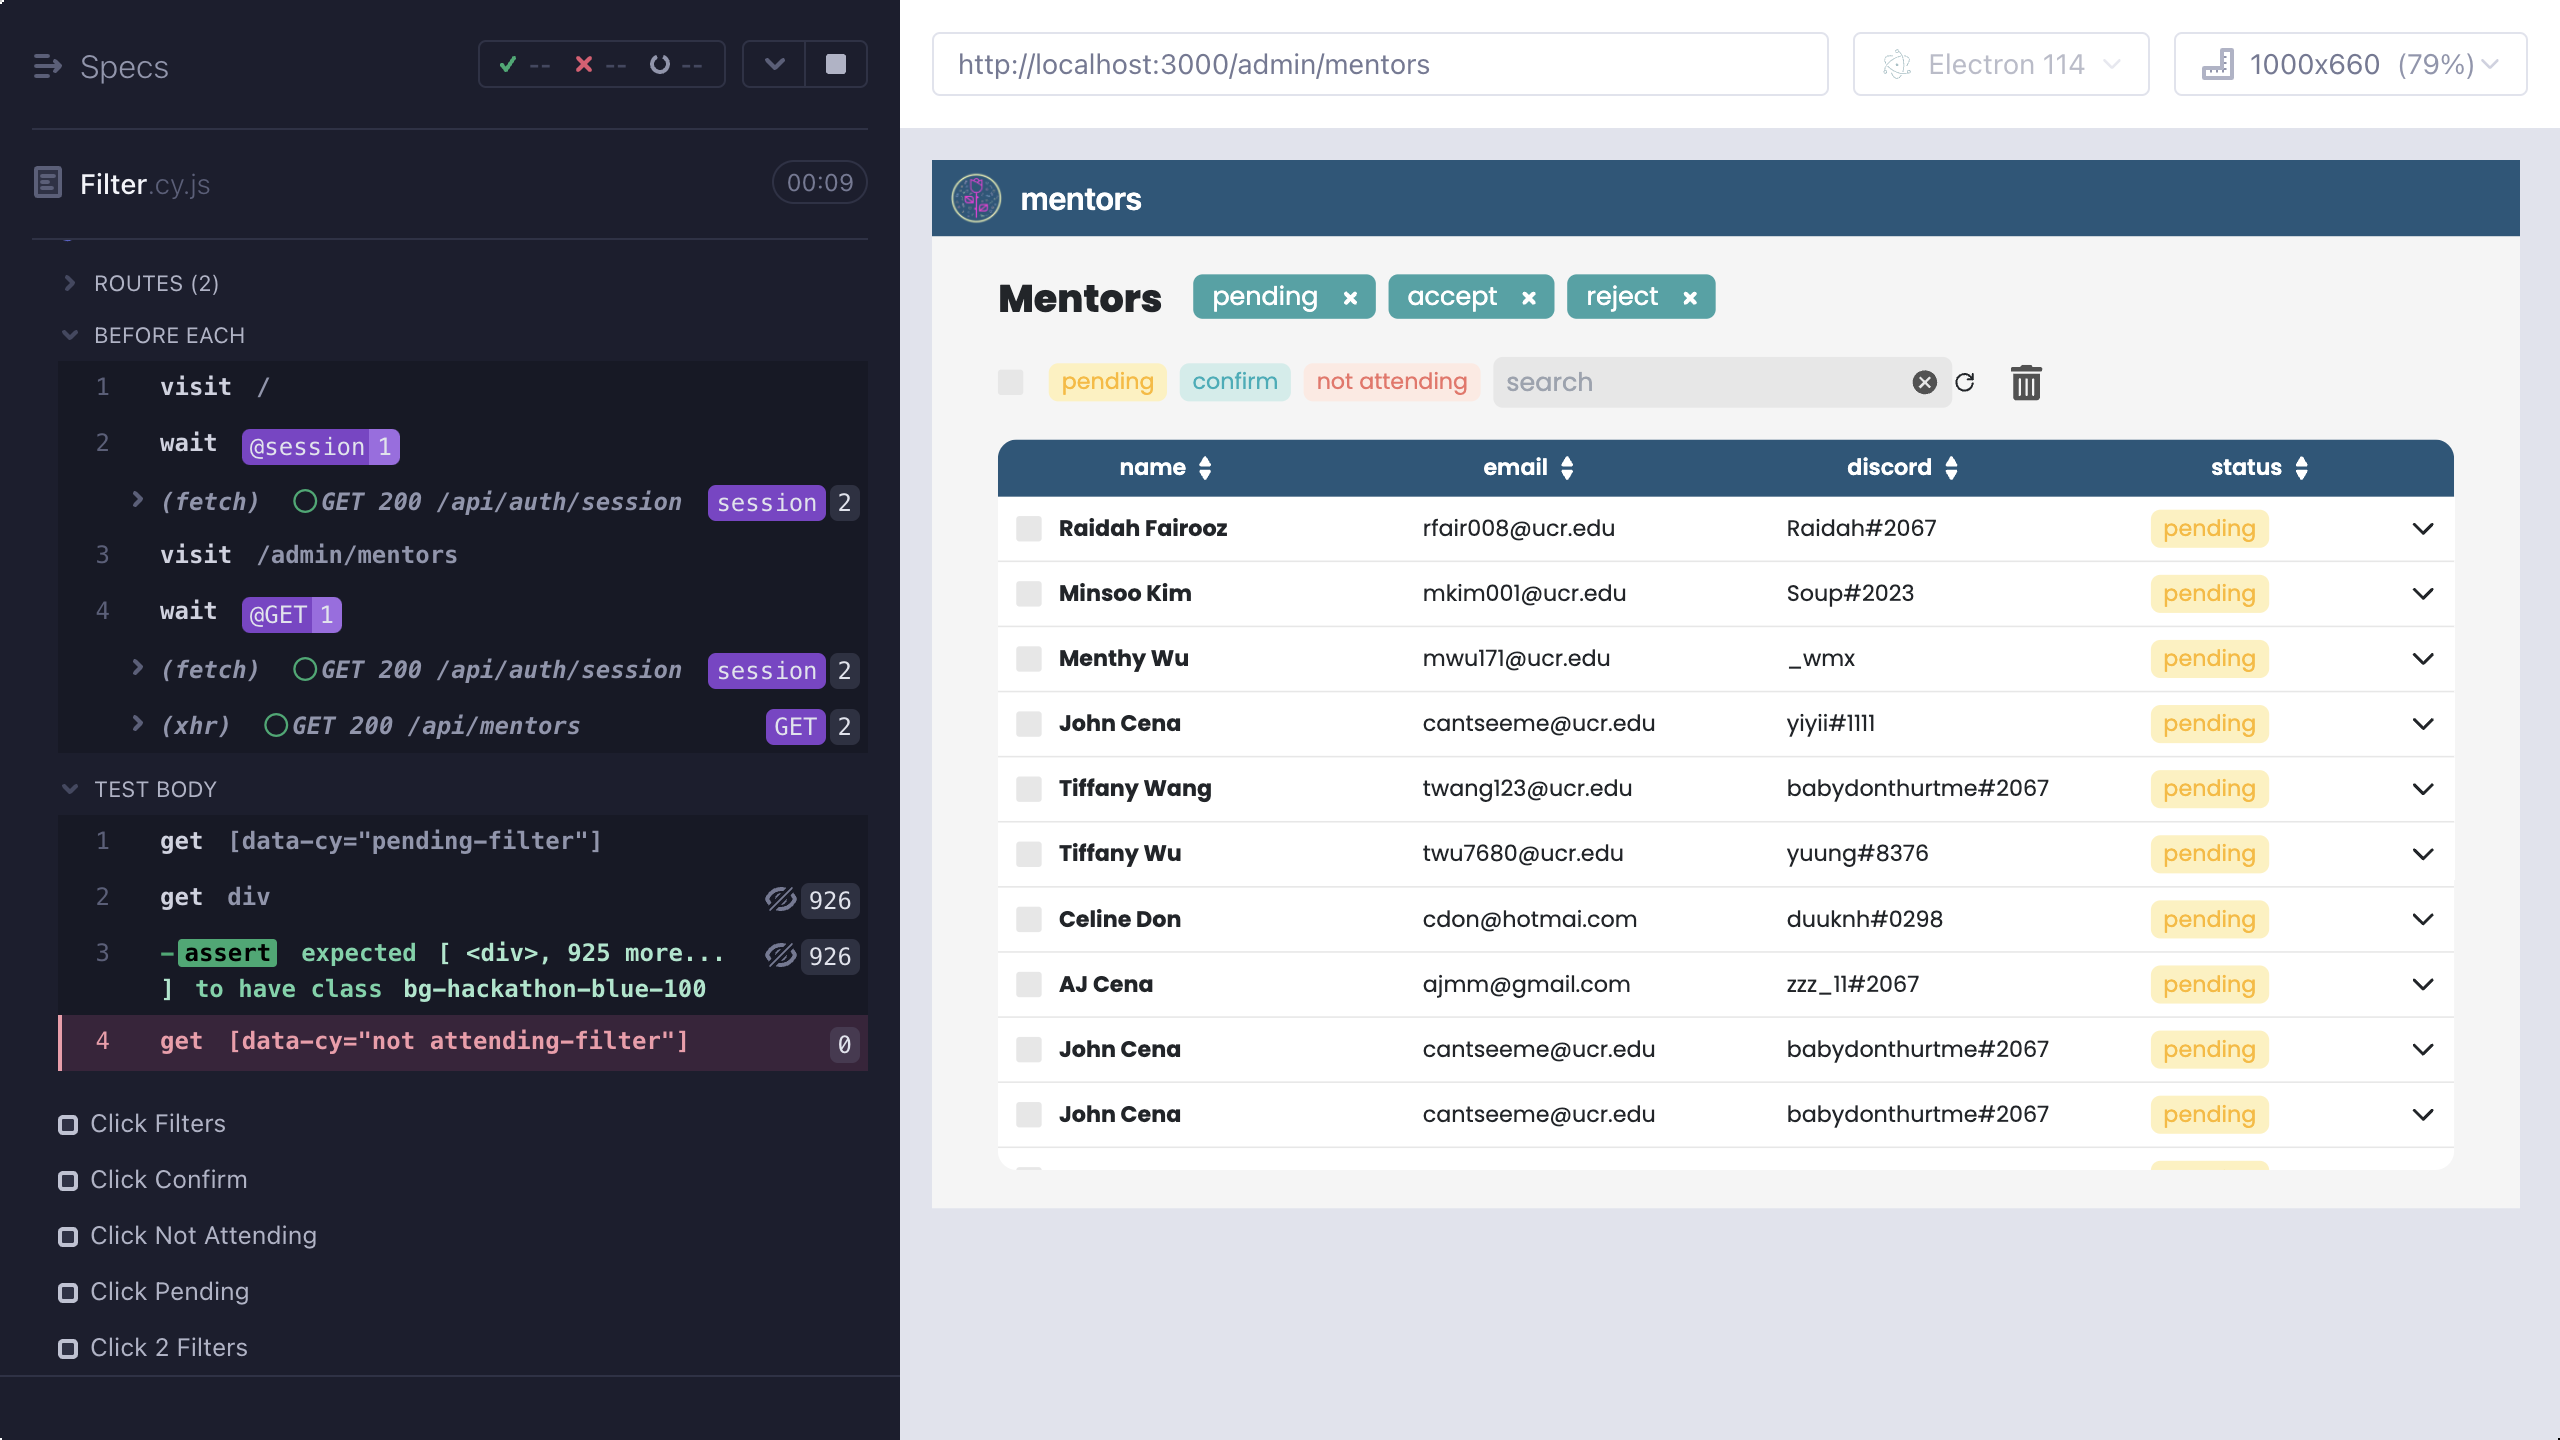 Specs
-- -- --
Filter.cy.js 00:09
ROUTES (2)
BEFORE EACH
1 visit /
2 wait @session 1
(fetch) GET 200 /api/auth/session session 2
3 visit /admin/mentors
4 wait @GET 1
(fetch) GET 200 /api/auth/session session 2
(xhr) GET 200 /api/mentors GET 2
TEST BODY
1 get [data-cy="pending-filter"]
2 get div 926
3 -assert expected [ <div>, 925 more... 926
] to have class bg-hackathon-blue-100
4 get [data-cy="not attending-filter"] 0
Click Filters
Click Confirm
Click Not Attending
Click Pending
Click 2 Filters
http://localhost:3000/admin/mentors Electron 114 1000x660 (79%)
mentors
Mentors pending × accept × reject ×
pending confirm not attending search
name email discord status
Raidah Fairooz rfair008@ucr.edu Raidah#2067 pending
Minsoo Kim mkim001@ucr.edu Soup#2023 pending
Menthy Wu mwu171@ucr.edu _wmx pending
John Cena cantseeme@ucr.edu yiyii#1111 pending
Tiffany Wang twang123@ucr.edu babydonthurtme#2067 pending
Tiffany Wu twu7680@ucr.edu yuung#8376 pending
Celine Don cdon@hotmai.com duuknh#0298 pending
AJ Cena ajmm@gmail.com zzz_11#2067 pending
John Cena cantseeme@ucr.edu babydonthurtme#2067 pending
John Cena cantseeme@ucr.edu babydonthurtme#2067 pending